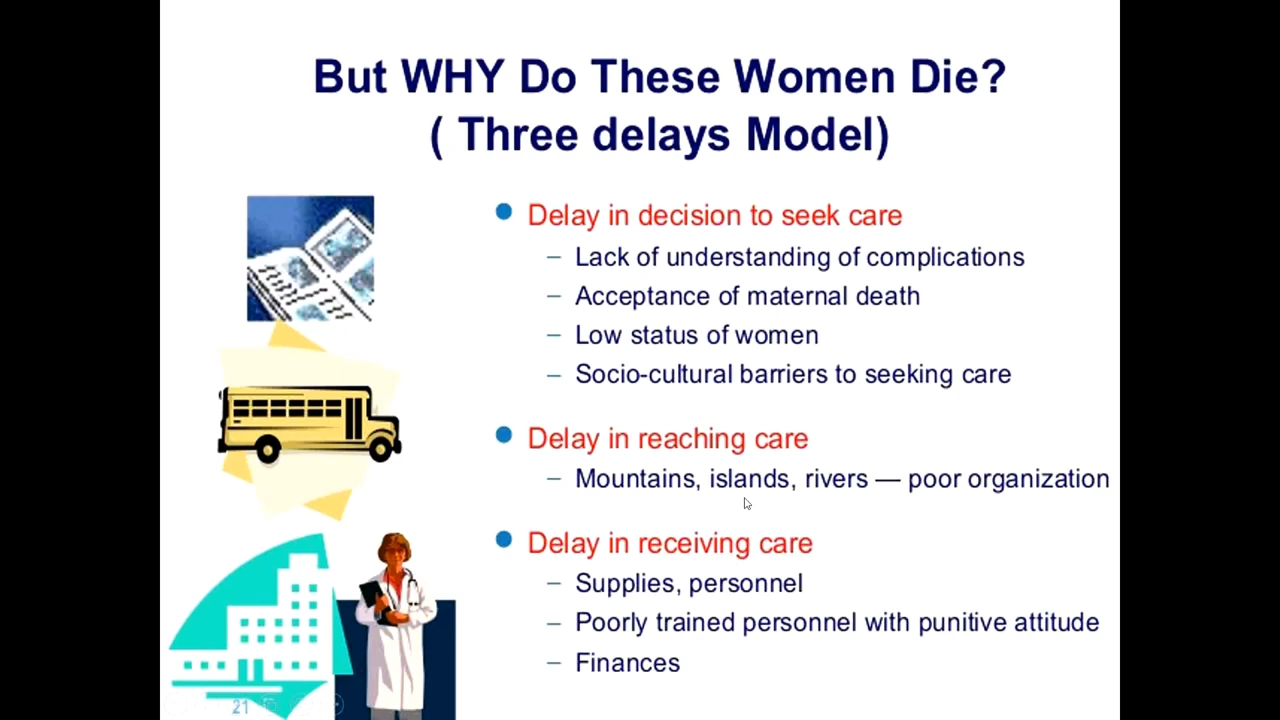 But WHY Do These Women Die?
( Three delays Model)
Delay in decision to seek care
– Lack of understanding of complications
– Acceptance of maternal death
– Low status of women
– Socio-cultural barriers to seeking care
Delay in reaching care
– Mountains, islands, rivers — poor organization
Delay in receiving care
– Supplies, personnel
– Poorly trained personnel with punitive attitude
– Finances
21